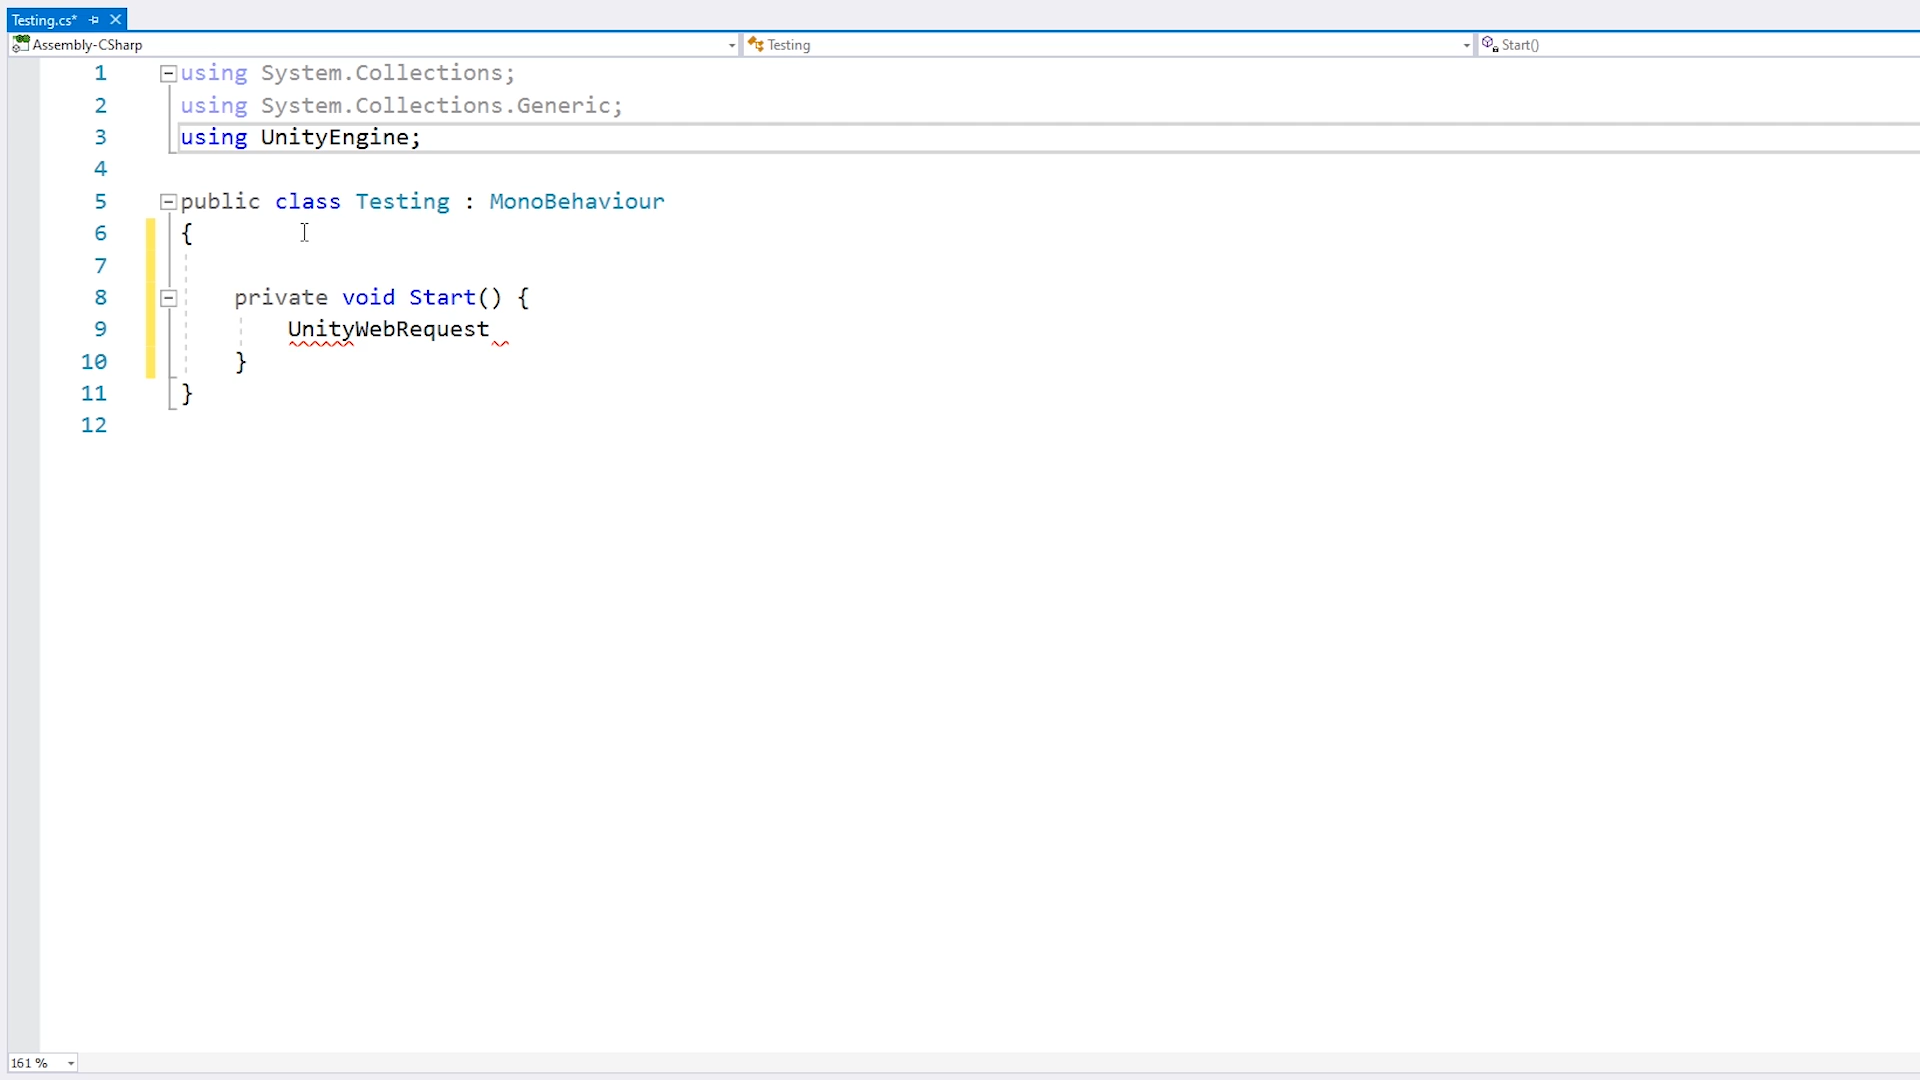 Testing.cs*
Assembly-CSharp Testing Start()
1 using System.Collections;
2 using System.Collections.Generic;
3 using UnityEngine;
4
5 public class Testing : MonoBehaviour
6 {
7
8 private void Start() {
9 UnityWebRequest
10 }
11 }
12
161 %